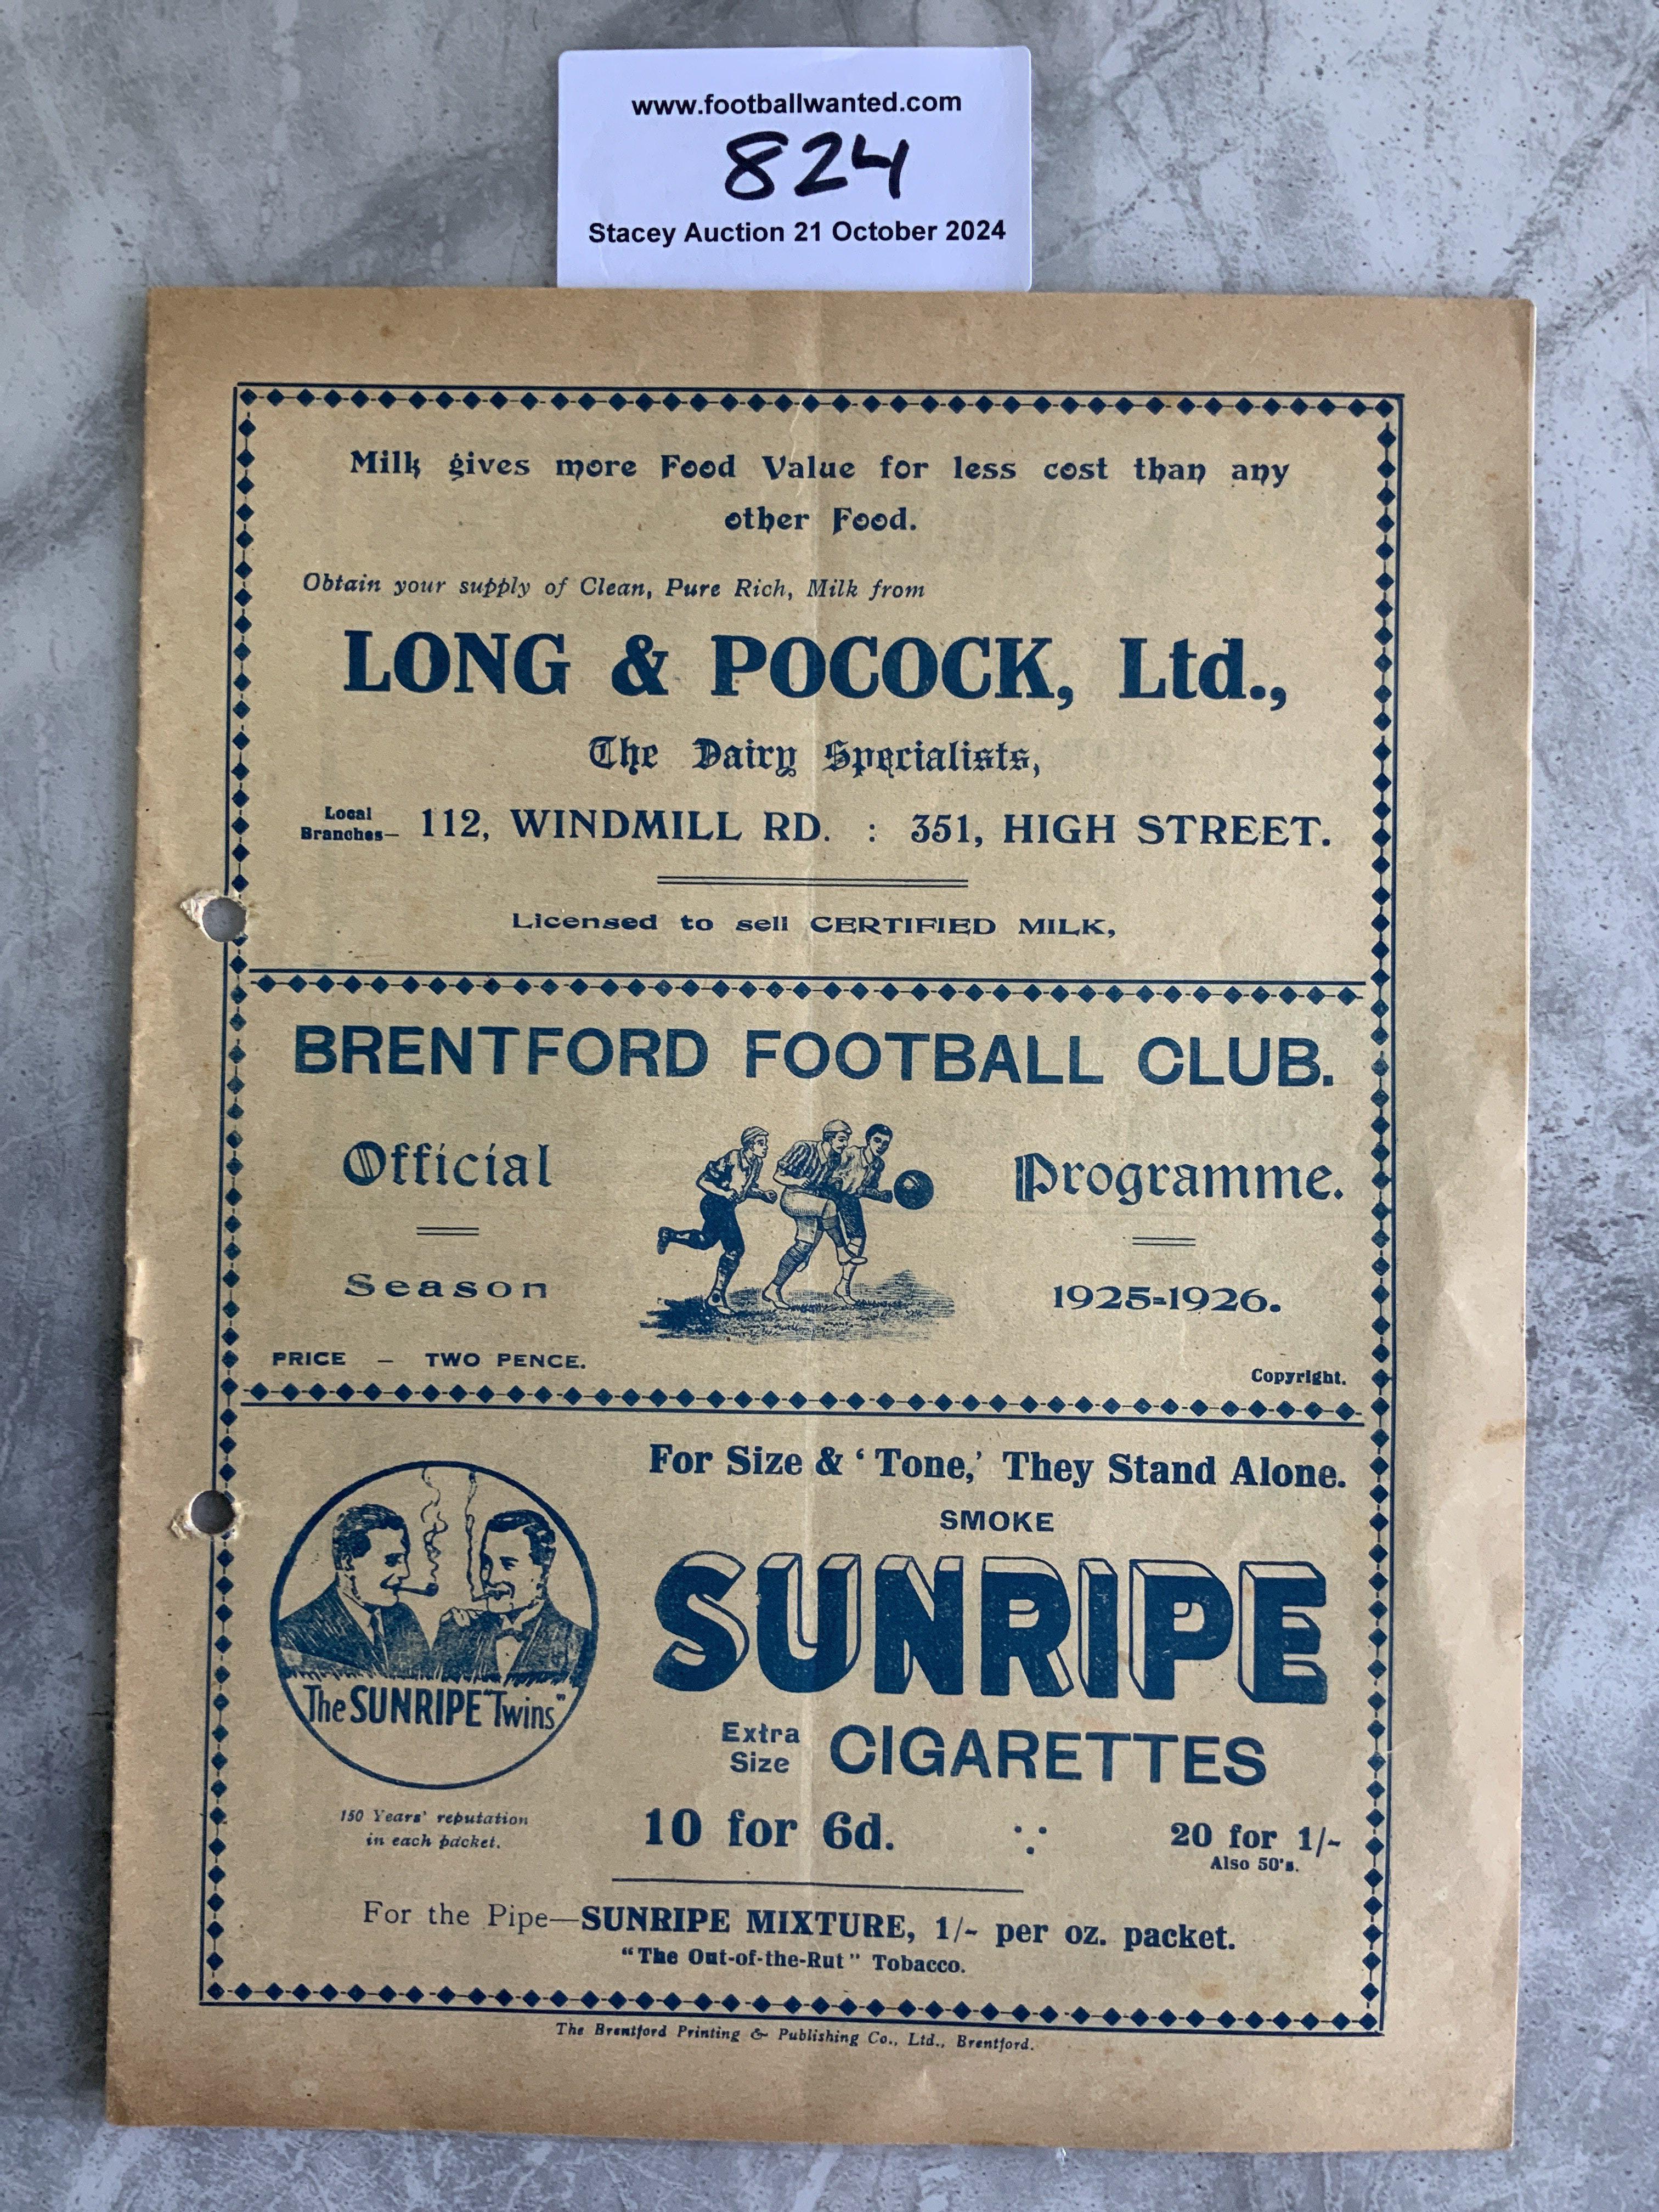 www.footballwanted.com
824
Stacey Auction 21 October 2024
Milk gives more Food Value for less cost than any
other Food.
Obtain your supply of Clean, Pure Rich, Milk from
LONG & POCOCK, Ltd.,
The Dairy Specialists,
Local
Branches— 112, WINDMILL RD. : 351, HIGH STREET.
Licensed to sell CERTIFIED MILK,
BRENTFORD FOOTBALL CLUB.
Official Programme.
Season 1925-1926.
PRICE – TWO PENCE.
Copyright.
For Size & ‘Tone,’ They Stand Alone.
SMOKE
SUNRIPE
The SUNRIPE "Twins"
Extra
Size CIGARETTES
150 Years' reputation
in each packet.
10 for 6d. 20 for 1/-
Also 50's.
For the Pipe—SUNRIPE MIXTURE, 1/- per oz. packet.
“The Out-of-the-Rut” Tobacco.
The Brentford Printing & Publishing Co., Ltd., Brentford.